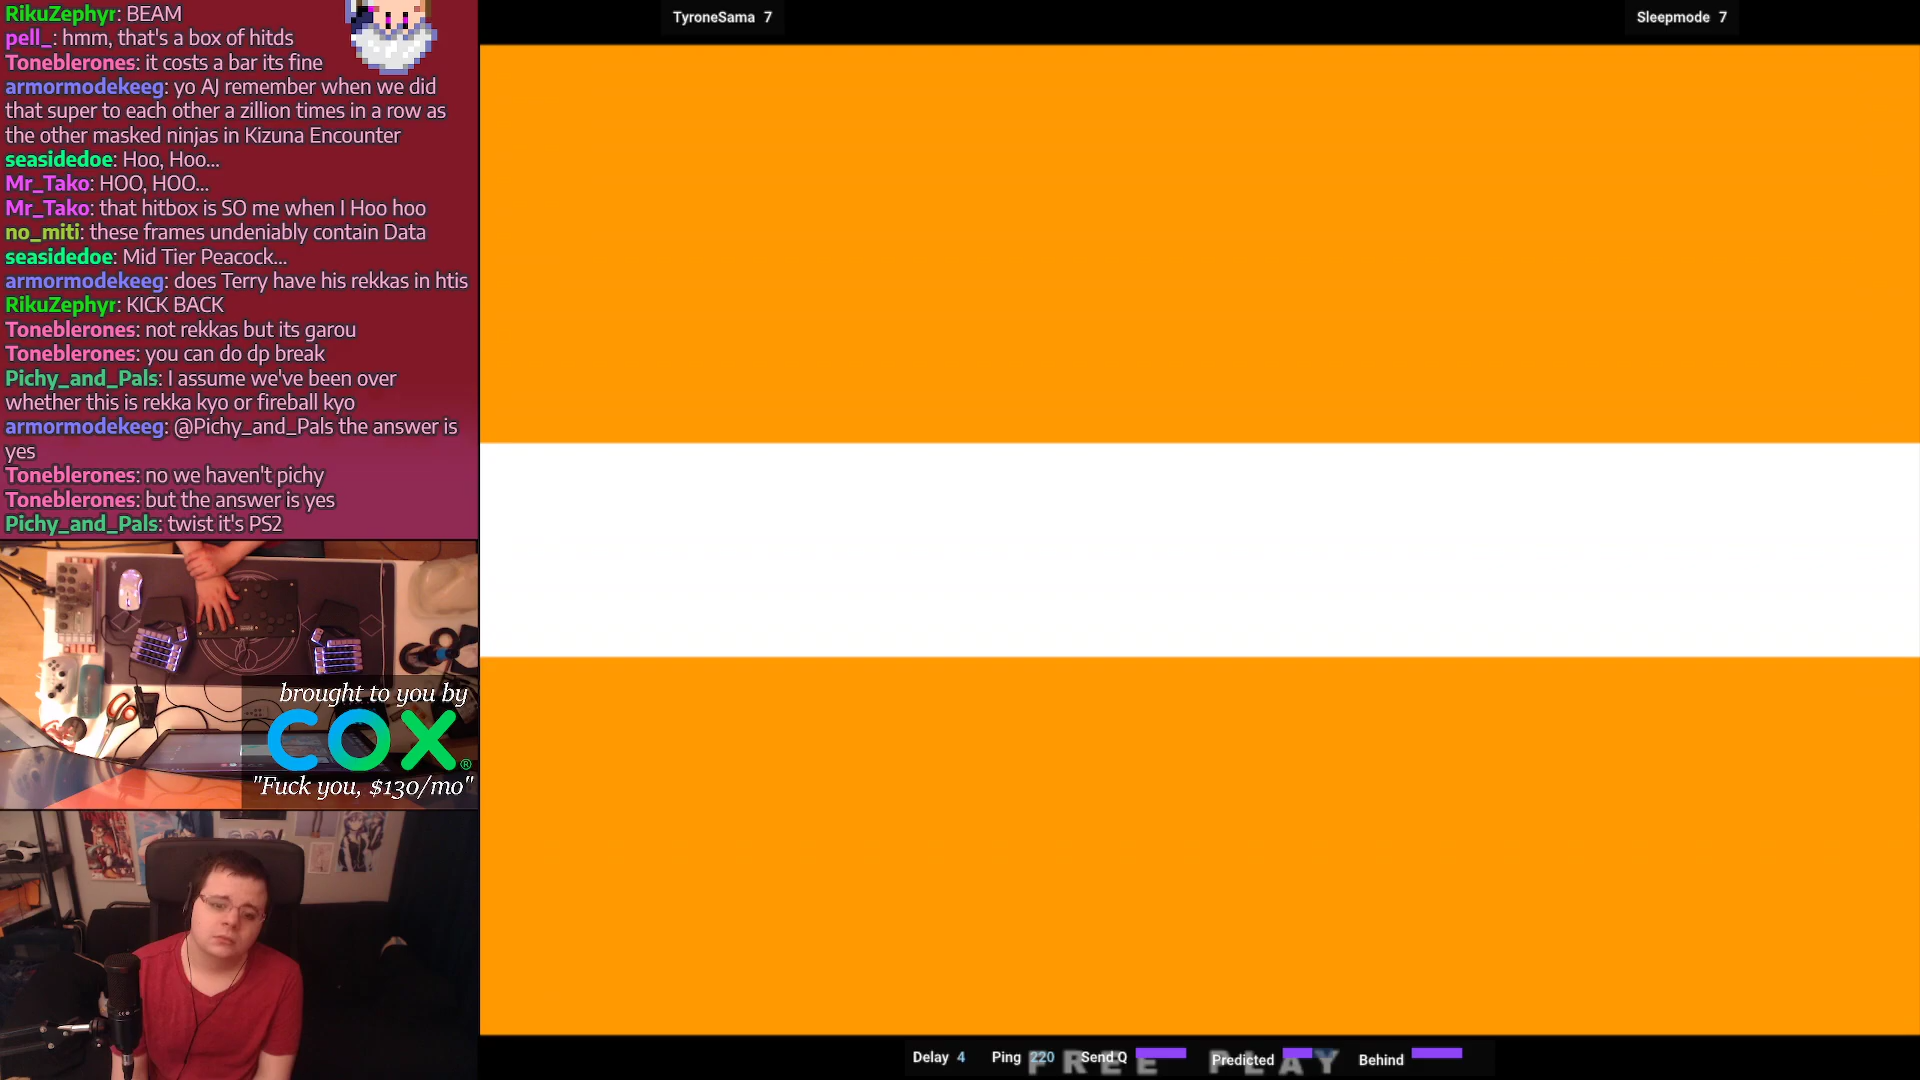 RikuZephyr: BEAM
pell_: hmm, that's a box of hitds
Toneblerones: it costs a bar its fine
armormodekeeg: yo AJ remember when we did
that super to each other a zillion times in a row as
the other masked ninjas in Kizuna Encounter
seasidedoe: Hoo, Hoo...
Mr_Tako: HOO, HOO...
Mr_Tako: that hitbox is SO me when I Hoo hoo
no_miti: these frames undeniably contain Data
seasidedoe: Mid Tier Peacock...
armormodekeeg: does Terry have his rekkas in htis
RikuZephyr: KICK BACK
Toneblerones: not rekkas but its garou
Toneblerones: you can do dp break
Pichy_and_Pals: I assume we've been over
whether this is rekka kyo or fireball kyo
armormodekeeg: @Pichy_and_Pals the answer is
yes
Toneblerones: no we haven't pichy
Toneblerones: but the answer is yes
Pichy_and_Pals: twist it's PS2
brought to you by
COX®
"Fuck you, $130/mo"
TyroneSama 7
Sleepmode 7
Delay 4 Ping 220 Send Q Predicted Behind
FREE PLAY